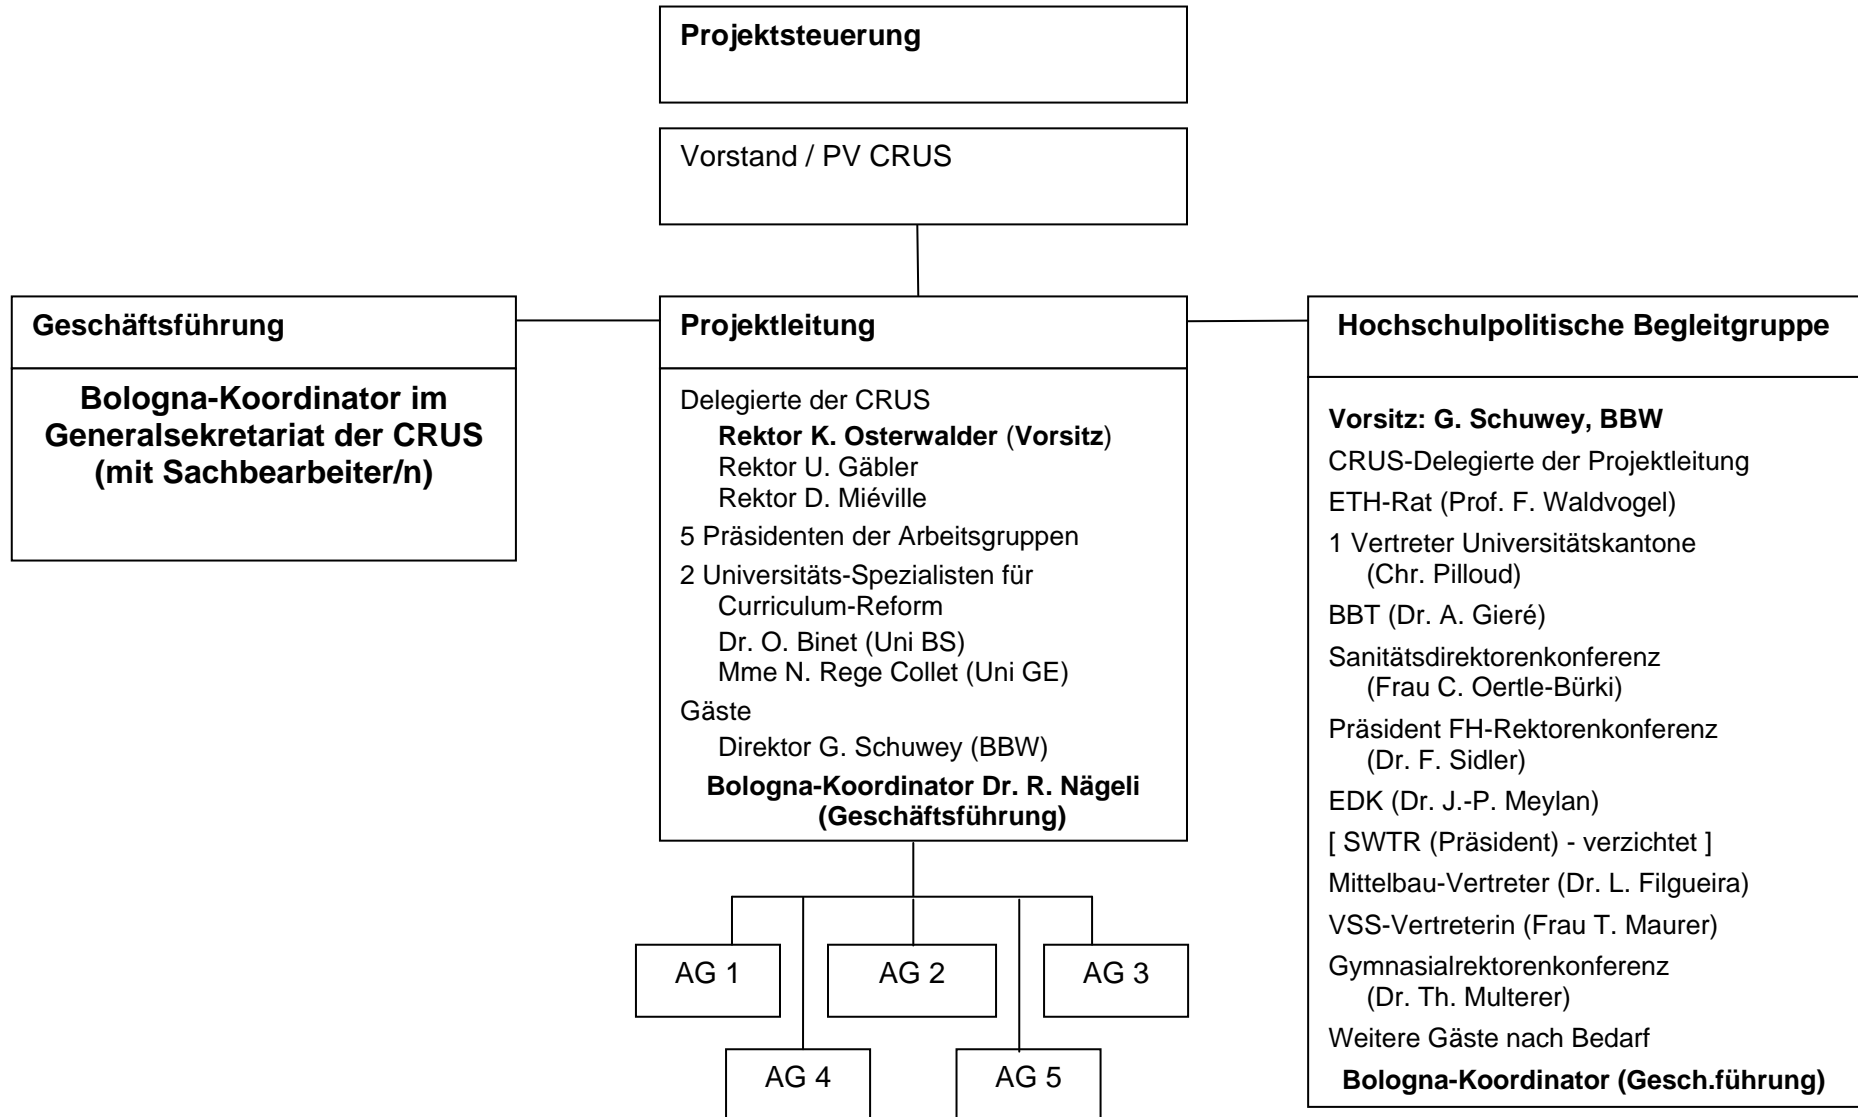 Projektsteuerung
Vorstand / PV CRUS
Geschäftsführung
Bologna-Koordinator im
Generalsekretariat der CRUS
(mit Sachbearbeiter/n)
Projektleitung
Delegierte der CRUS
Rektor K. Osterwalder (Vorsitz)
Rektor U. Gäbler
Rektor D. Miéville
5 Präsidenten der Arbeitsgruppen
2 Universitäts-Spezialisten für
Curriculum-Reform
Dr. O. Binet (Uni BS)
Mme N. Rege Collet (Uni GE)
Gäste
Direktor G. Schuwey (BBW)
Bologna-Koordinator Dr. R. Nägeli
(Geschäftsführung)
Hochschulpolitische Begleitgruppe
Vorsitz: G. Schuwey, BBW
CRUS-Delegierte der Projektleitung
ETH-Rat (Prof. F. Waldvogel)
1 Vertreter Universitätskantone
(Chr. Pilloud)
BBT (Dr. A. Gieré)
Sanitätsdirektorenkonferenz
(Frau C. Oertle-Bürki)
Präsident FH-Rektorenkonferenz
(Dr. F. Sidler)
EDK (Dr. J.-P. Meylan)
[ SWTR (Präsident) - verzichtet ]
Mittelbau-Vertreter (Dr. L. Filgueira)
VSS-Vertreterin (Frau T. Maurer)
Gymnasialrektorenkonferenz
(Dr. Th. Multerer)
Weitere Gäste nach Bedarf
Bologna-Koordinator (Gesch.führung)
AG 1
AG 2
AG 3
AG 4
AG 5